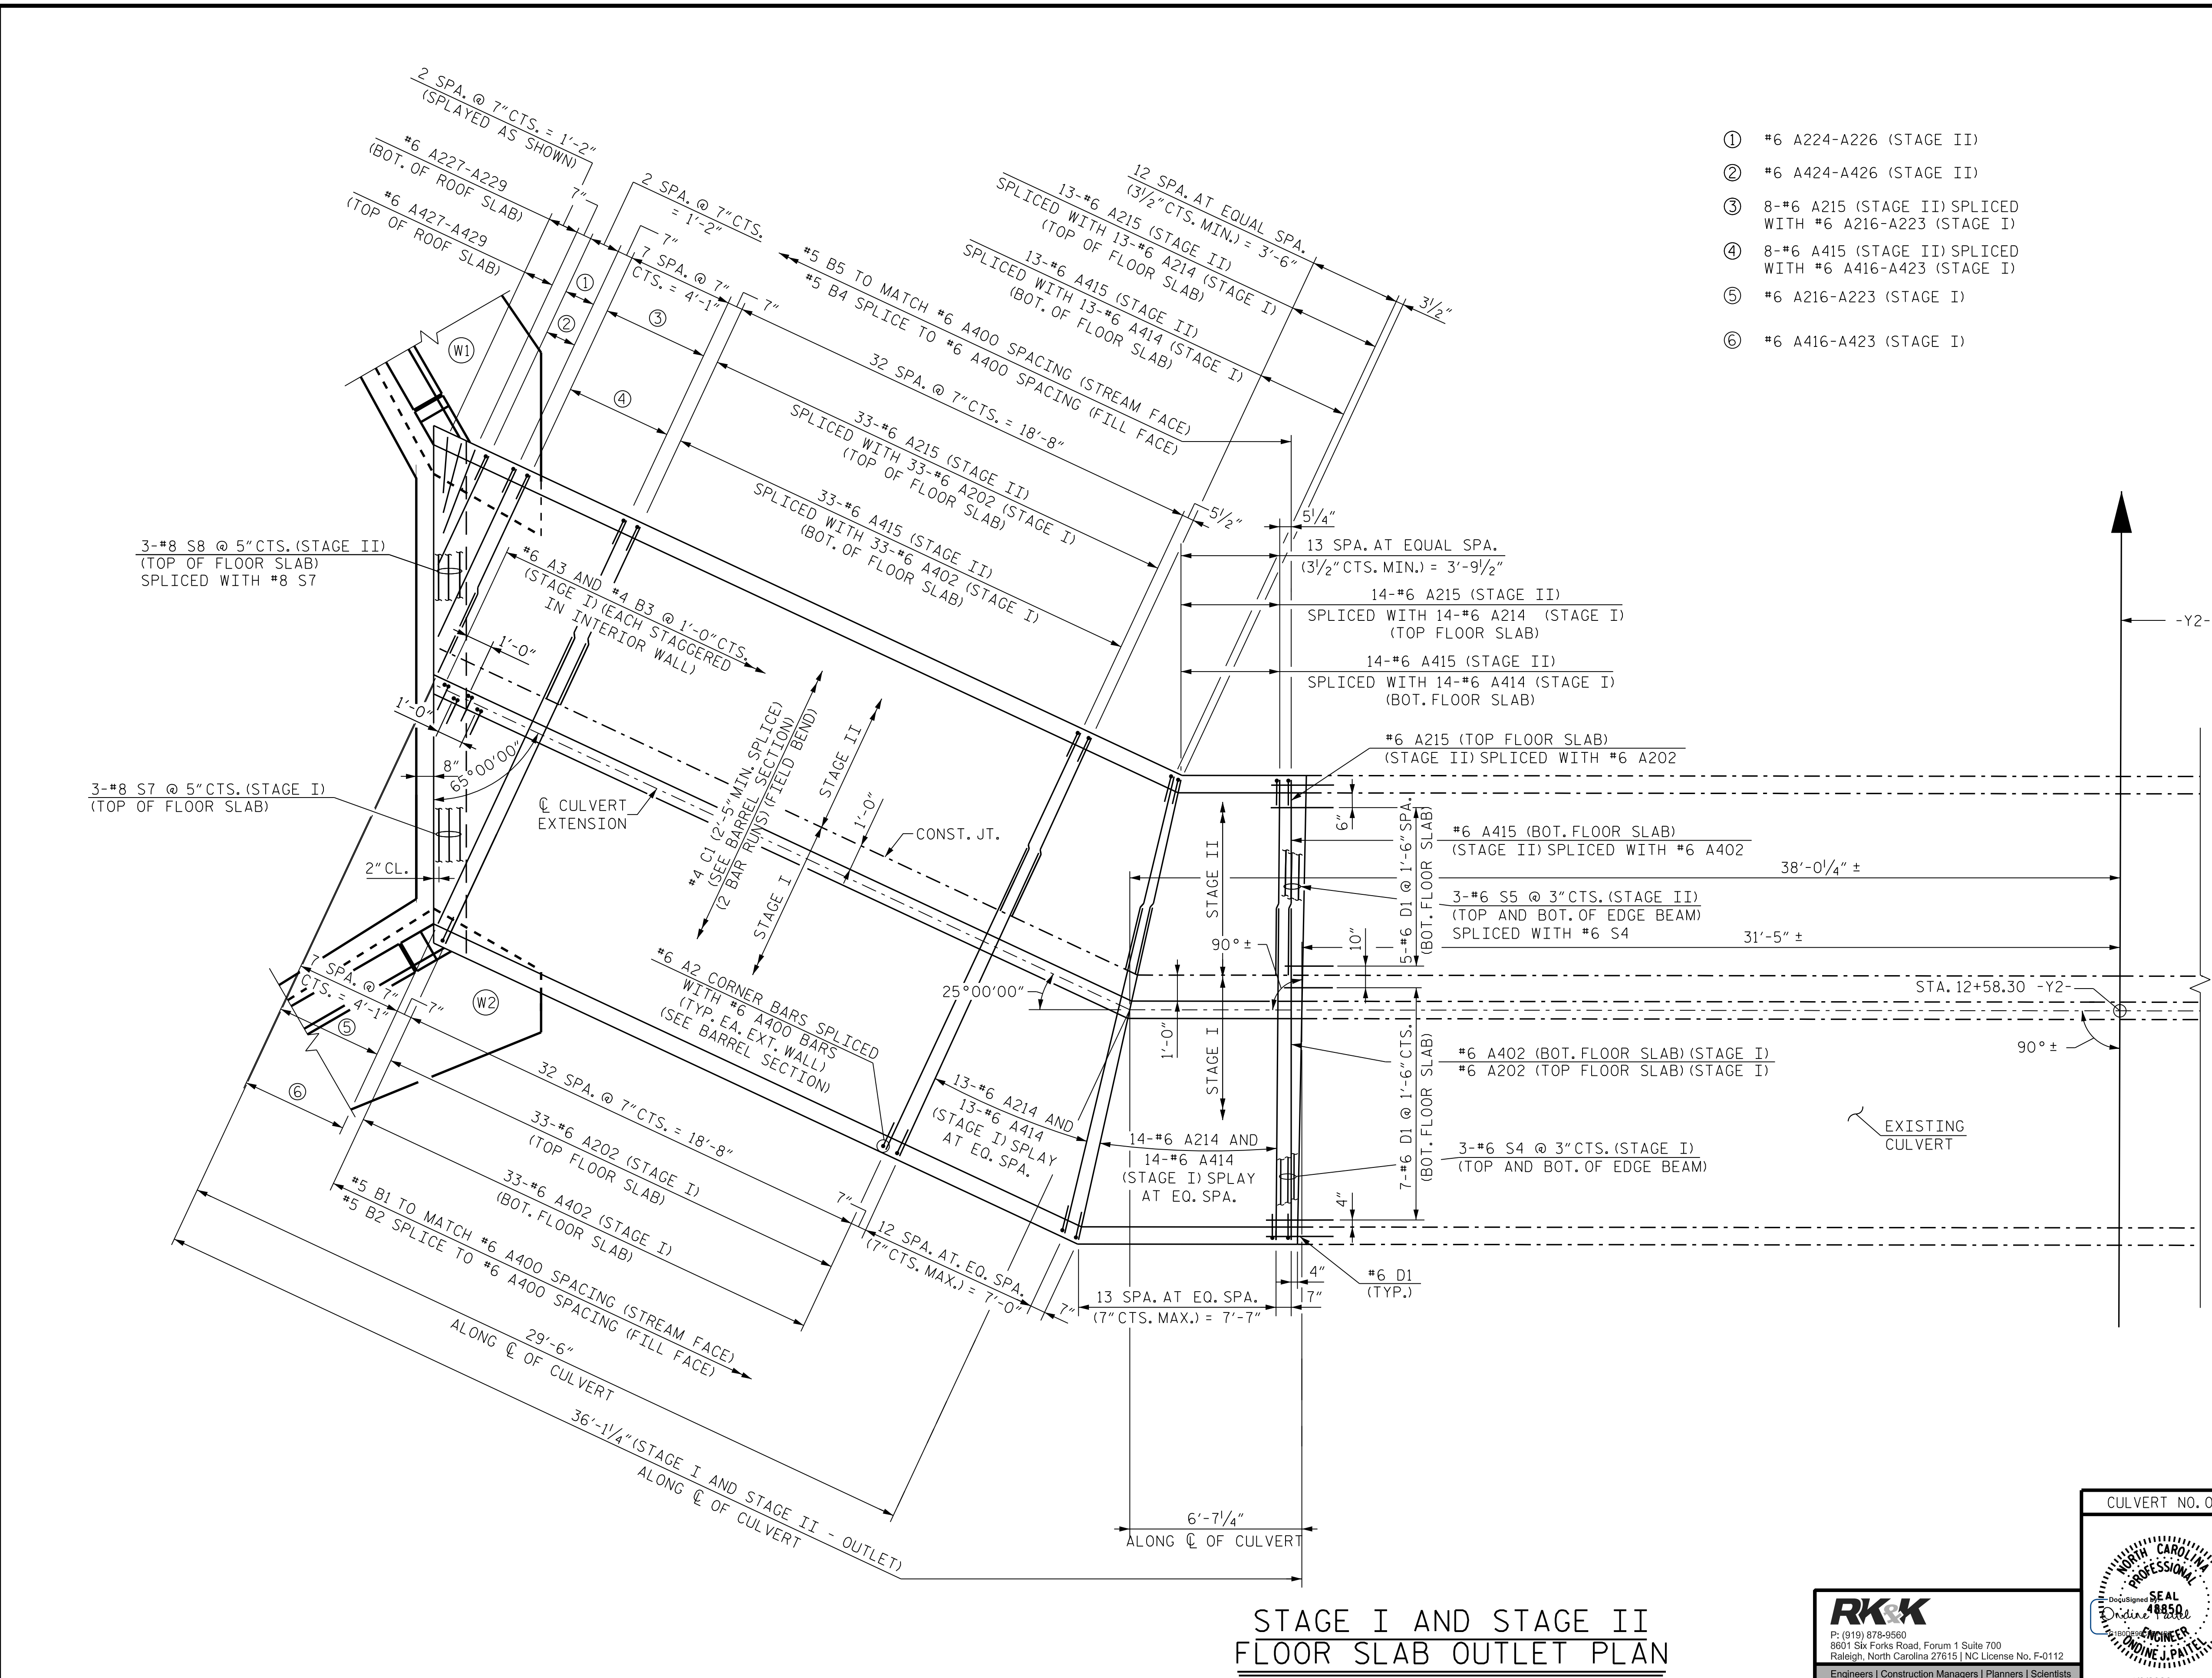 2 SPA. @ 7" CTS. = 1'-2"
(SPLAYED AS SHOWN)
#6 A227-A229
(BOT. OF ROOF SLAB)
#6 A427-A429
(TOP OF ROOF SLAB)
7"
2 SPA. @ 7" CTS.
= 1'-2"
7"
7 SPA. @ 7"
CTS. = 4'-1"
7"
①
②
③
④
#5 B5 TO MATCH #6 A400 SPACING (STREAM FACE)
#5 B4 SPLICE TO #6 A400 SPACING (FILL FACE)
12 SPA. AT EQUAL SPA.
(3½" CTS. MIN.) = 3'-6"
3½"
13-#6 A215 (STAGE II)
SPLICED WITH 13-#6 A214 (STAGE I)
(TOP OF FLOOR SLAB)
13-#6 A415 (STAGE II)
SPLICED WITH 13-#6 A414 (STAGE I)
(BOT. OF FLOOR SLAB)
32 SPA. @ 7" CTS. = 18'-8"
33-#6 A215 (STAGE II)
SPLICED WITH 33-#6 A202 (STAGE I)
(TOP OF FLOOR SLAB)
33-#6 A415 (STAGE II)
SPLICED WITH 33-#6 A402 (STAGE I)
(BOT. OF FLOOR SLAB)
5½"
① #6 A224-A226 (STAGE II)
② #6 A424-A426 (STAGE II)
③ 8-#6 A215 (STAGE II) SPLICED
WITH #6 A216-A223 (STAGE I)
④ 8-#6 A415 (STAGE II) SPLICED
WITH #6 A416-A423 (STAGE I)
⑤ #6 A216-A223 (STAGE I)
⑥ #6 A416-A423 (STAGE I)
W1
3-#8 S8 @ 5" CTS. (STAGE II)
(TOP OF FLOOR SLAB)
SPLICED WITH #8 S7
#6 A3 AND #4 B3 @ 1'-0" CTS.
(STAGE I) (EACH STAGGERED
IN INTERIOR WALL)
1'-0"
1'-0"
8"
65°00'00"
3-#8 S7 @ 5" CTS. (STAGE I)
(TOP OF FLOOR SLAB)
2" CL.
℄ CULVERT
EXTENSION
#4 C1 (2'-5" MIN. SPLICE)
(SEE BARREL SECTION)
(2 BAR RUNS) (FIELD BEND)
STAGE II
STAGE I
1'-0"
CONST. JT.
5¼"
13 SPA. AT EQUAL SPA.
(3½" CTS. MIN.) = 3'-9½"
14-#6 A215 (STAGE II)
SPLICED WITH 14-#6 A214 (STAGE I)
(TOP FLOOR SLAB)
14-#6 A415 (STAGE II)
SPLICED WITH 14-#6 A414 (STAGE I)
(BOT. FLOOR SLAB)
#6 A215 (TOP FLOOR SLAB)
(STAGE II) SPLICED WITH #6 A202
6"
#6 A415 (BOT. FLOOR SLAB)
(STAGE II) SPLICED WITH #6 A402
38'-0¼" ±
3-#6 S5 @ 3" CTS. (STAGE II)
(TOP AND BOT. OF EDGE BEAM)
SPLICED WITH #6 S4
31'-5" ±
5-#6 D1 @ 1'-6" SPA.
(BOT. FLOOR SLAB)
STAGE II
90° ±
10"
25°00'00"
1'-0"
STAGE I
7-#6 D1 @ 1'-6" CTS.
(BOT. FLOOR SLAB)
-Y2-
STA. 12+58.30 -Y2-
90° ±
#6 A402 (BOT. FLOOR SLAB) (STAGE I)
#6 A202 (TOP FLOOR SLAB) (STAGE I)
EXISTING
CULVERT
3-#6 S4 @ 3" CTS. (STAGE I)
(TOP AND BOT. OF EDGE BEAM)
4"
4"
#6 D1
(TYP.)
7"
13 SPA. AT EQ. SPA.
(7" CTS. MAX.) = 7'-7"
#6 A2 CORNER BARS SPLICED
WITH #6 A400 BARS
(TYP. EA. EXT. WALL)
(SEE BARREL SECTION)
13-#6 A214 AND
13-#6 A414
(STAGE I) SPLAY
AT EQ. SPA.
14-#6 A214 AND
14-#6 A414
(STAGE I) SPLAY
AT EQ. SPA.
W2
7 SPA. @ 7"
CTS. = 4'-1"
7"
⑤
⑥
32 SPA. @ 7" CTS. = 18'-8"
33-#6 A202 (STAGE I)
(TOP FLOOR SLAB)
33-#6 A402 (STAGE I)
(BOT. FLOOR SLAB)
7"
12 SPA. AT EQ. SPA.
(7" CTS. MAX.) = 7'-0"
7"
#5 B1 TO MATCH #6 A400 SPACING (STREAM FACE)
#5 B2 SPLICE TO #6 A400 SPACING (FILL FACE)
29'-6"
ALONG ℄ OF CULVERT
36'-1¼" (STAGE I AND STAGE II - OUTLET)
ALONG ℄ OF CULVERT
6'-7¼"
ALONG ℄ OF CULVERT
STAGE I AND STAGE II
FLOOR SLAB OUTLET PLAN
RK&K
P: (919) 878-9560
8601 Six Forks Road, Forum 1 Suite 700
Raleigh, North Carolina 27615 | NC License No. F-0112
Engineers | Construction Managers | Planners | Scientists
CULVERT NO. 0
NORTH CAROLINA
PROFESSIONAL
SEAL
48850
DocuSigned by:
Ondine Patel
ENGINEER
ONDINE J. PATEL